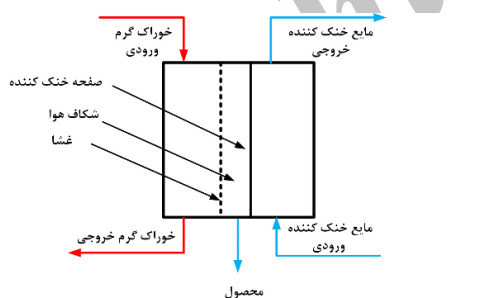 خوراک گرم
ورودی
مایع خنک کننده
خروجی
صفحه خنک کننده
شکاف هوا
غشا
خوراک گرم خروجی
مایع خنک کننده
ورودی
محصول